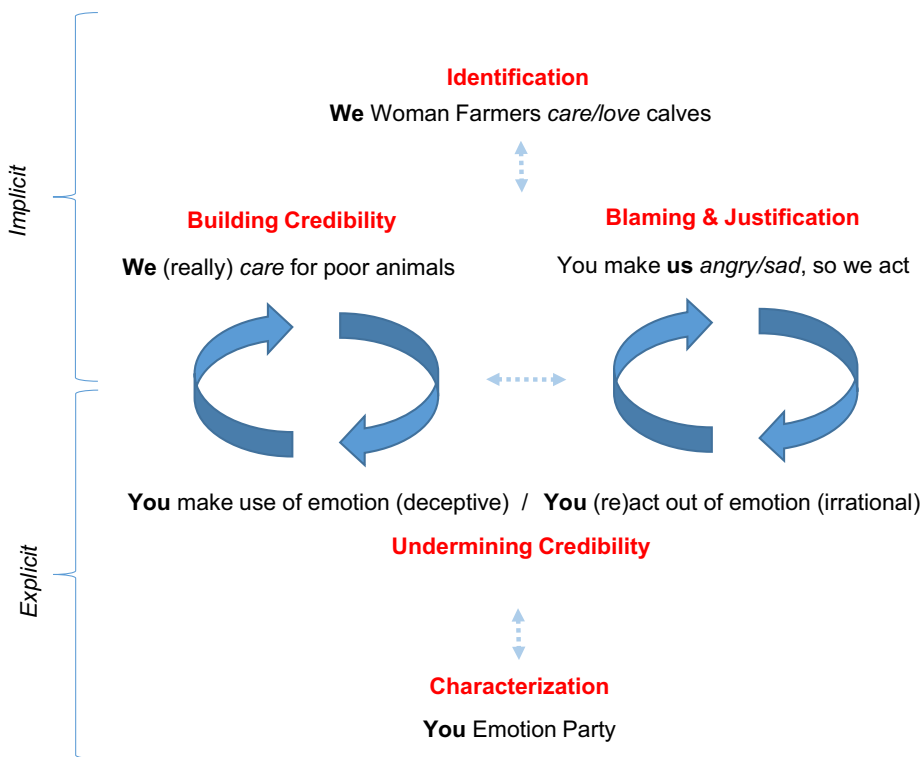 Implicit
Identification
We Woman Farmers care/love calves
Building Credibility
We (really) care for poor animals
Blaming & Justification
You make us angry/sad, so we act
Explicit
You make use of emotion (deceptive) / You (re)act out of emotion (irrational)
Undermining Credibility
Characterization
You Emotion Party